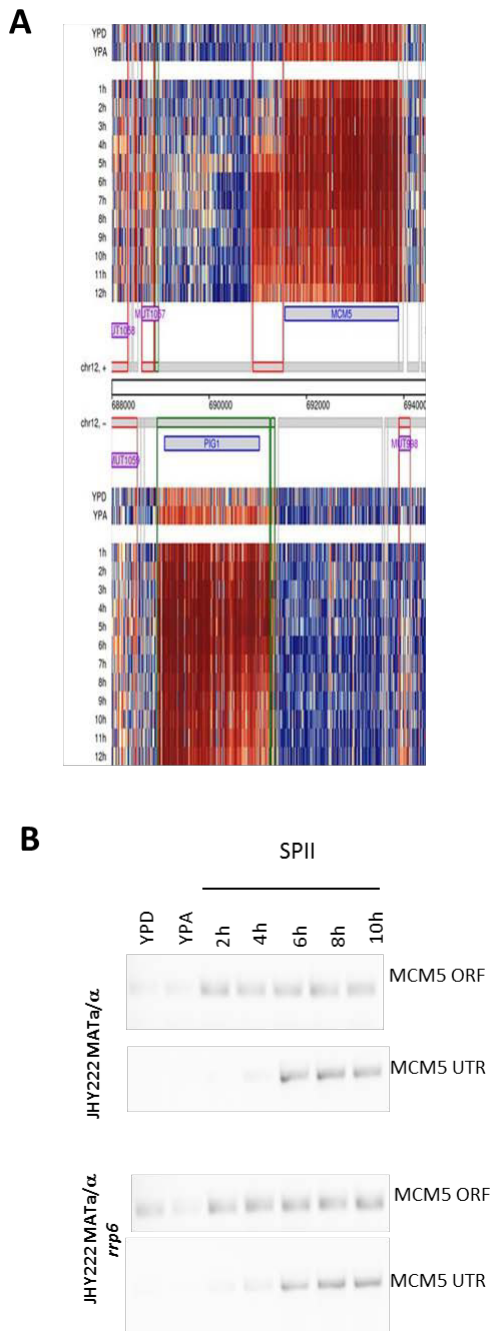 A
YPD
YPA
1h
2h
3h
4h
5h
6h
7h
8h
9h
10h
11h
12h
MUT1067
MCM5
chr12, +
688000 690000 692000 694000
chr12, −
PIG1
MUT998
MUT1059
YPD
YPA
1h
2h
3h
4h
5h
6h
7h
8h
9h
10h
11h
12h
B
SPII
YPD YPA 2h 4h 6h 8h 10h
JHY222 MATa/α
MCM5 ORF
MCM5 UTR
JHY222 MATa/α
rrp6
MCM5 ORF
MCM5 UTR